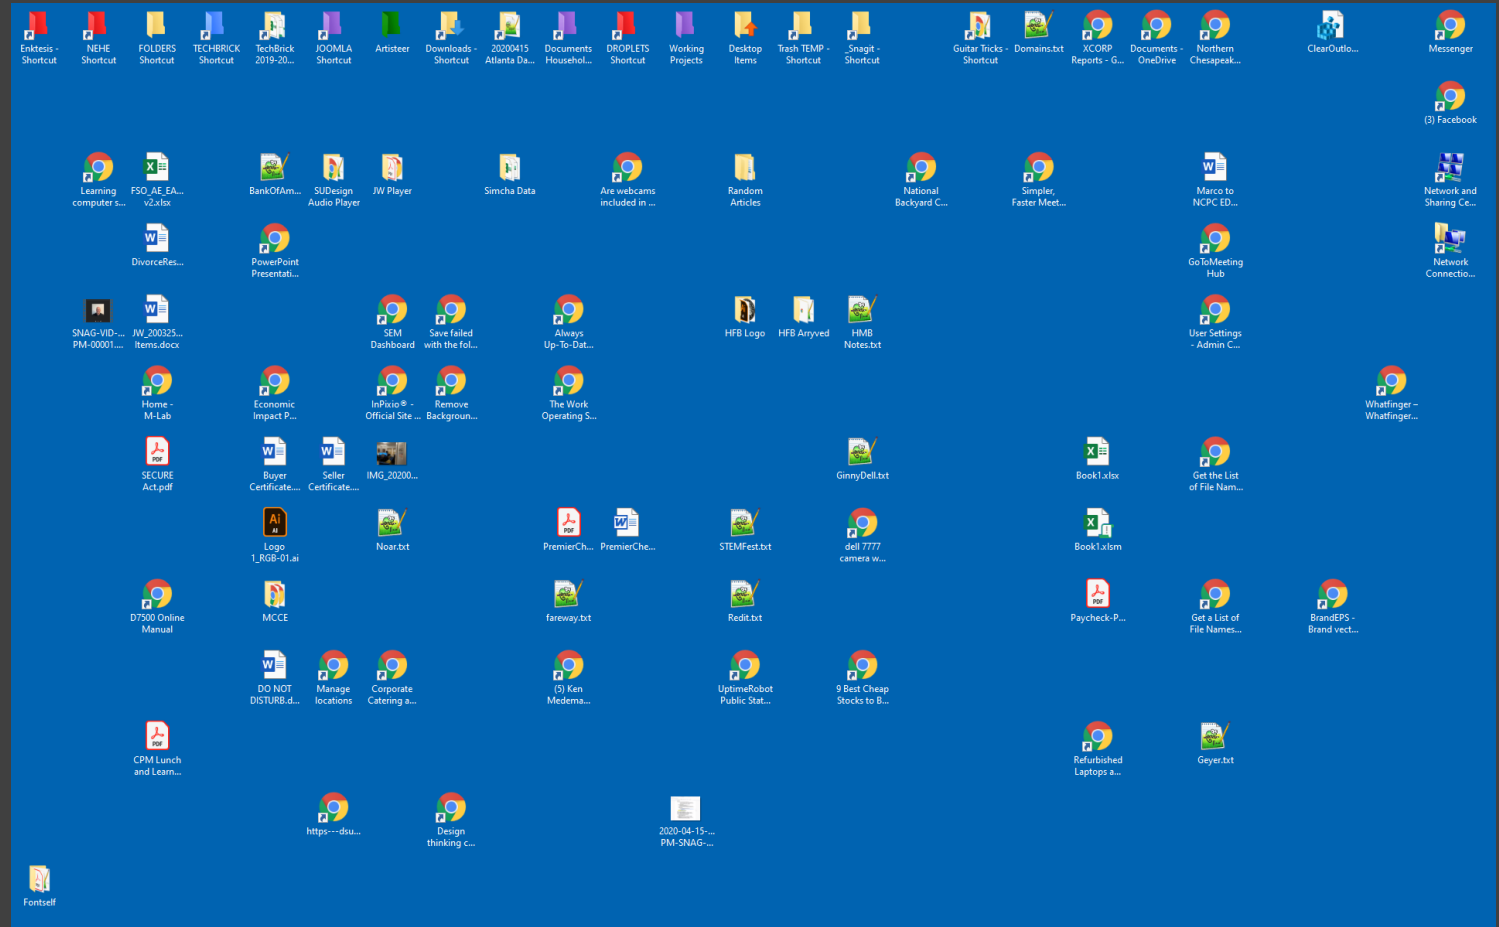 Enktesis -
Shortcut
NEHE
Shortcut
FOLDERS
Shortcut
TECHBRICK
Shortcut
TechBrick
2019-20...
JOOMLA
Shortcut
Artisteer
Downloads -
Shortcut
20200415
Atlanta Da...
Documents
Househol...
DROPLETS
Shortcut
Working
Projects
Desktop
Items
Trash TEMP -
Shortcut
_Snagit -
Shortcut
Guitar Tricks -
Shortcut
Domains.txt
XCORP
Reports - G...
Documents -
OneDrive
Northern
Chesapeak...
ClearOutlo...
Messenger
(3) Facebook
Learning
computer s...
FSO_AE_EA...
v2.xlsx
BankOfAm...
SUDesign
Audio Player
JW Player
Simcha Data
Are webcams
included in ...
Random
Articles
National
Backyard C...
Simpler,
Faster Meet...
Marco to
NCPC ED...
Network and
Sharing Ce...
DivorceRes...
PowerPoint
Presentati...
GoToMeeting
Hub
Network
Connectio...
SNAG-VID-...
PM-00001....
JW_200325...
Items.docx
SEM
Dashboard
Save failed
with the fol...
Always
Up-To-Dat...
HFB Logo
HFB Arryved
HMB
Notes.txt
User Settings
- Admin C...
Home -
M-Lab
Economic
Impact P...
InPixio® -
Official Site ...
Remove
Backgroun...
The Work
Operating S...
Whatfinger –
Whatfinger...
PDF
SECURE
Act.pdf
Buyer
Certificate....
Seller
Certificate....
IMG_20200...
GinnyDell.txt
Book1.xlsx
Get the List
of File Nam...
Ai
AI
Logo
1_RGB-01.ai
Noar.txt
PDF
PremierCh...
PremierChe...
STEMFest.txt
dell 7777
camera w...
Book1.xlsm
D7500 Online
Manual
MCCE
fareway.txt
Redit.txt
PDF
Paycheck-P...
Get a List of
File Names...
BrandEPS -
Brand vect...
DO NOT
DISTURB.d...
Manage
locations
Corporate
Catering a...
(5) Ken
Medema...
UptimeRobot
Public Stat...
9 Best Cheap
Stocks to B...
PDF
CPM Lunch
and Learn...
Refurbished
Laptops a...
Geyer.txt
https---dsu...
Design
thinking c...
2020-04-15-...
PM-SNAG-...
Fontself